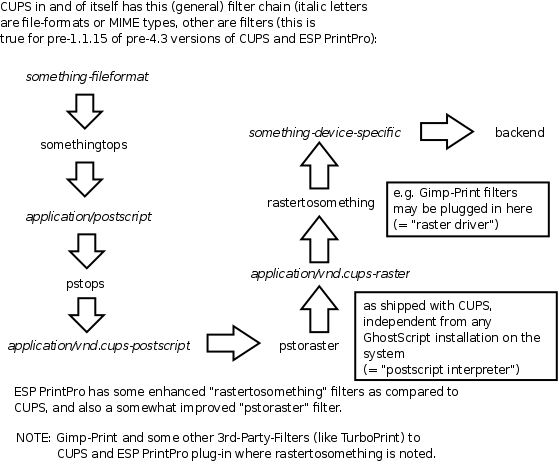 CUPS in and of itself has this (general) filter chain (italic letters
are file-formats or MIME types, other are filters (this is
true for pre-1.1.15 of pre-4.3 versions of CUPS and ESP PrintPro):
something-fileformat
somethingtops
application/postscript
pstops
application/vnd.cups-postscript
pstoraster
as shipped with CUPS,
independent from any
GhostScript installation on the
system
(= "postscript interpreter")
application/vnd.cups-raster
rastertosomething
e.g. Gimp-Print filters
may be plugged in here
(= "raster driver")
something-device-specific
backend
ESP PrintPro has some enhanced "rastertosomething" filters as compared to
CUPS, and also a somewhat improved "pstoraster" filter.
NOTE: Gimp-Print and some other 3rd-Party-Filters (like TurboPrint) to
CUPS and ESP PrintPro plug-in where rastertosomething is noted.